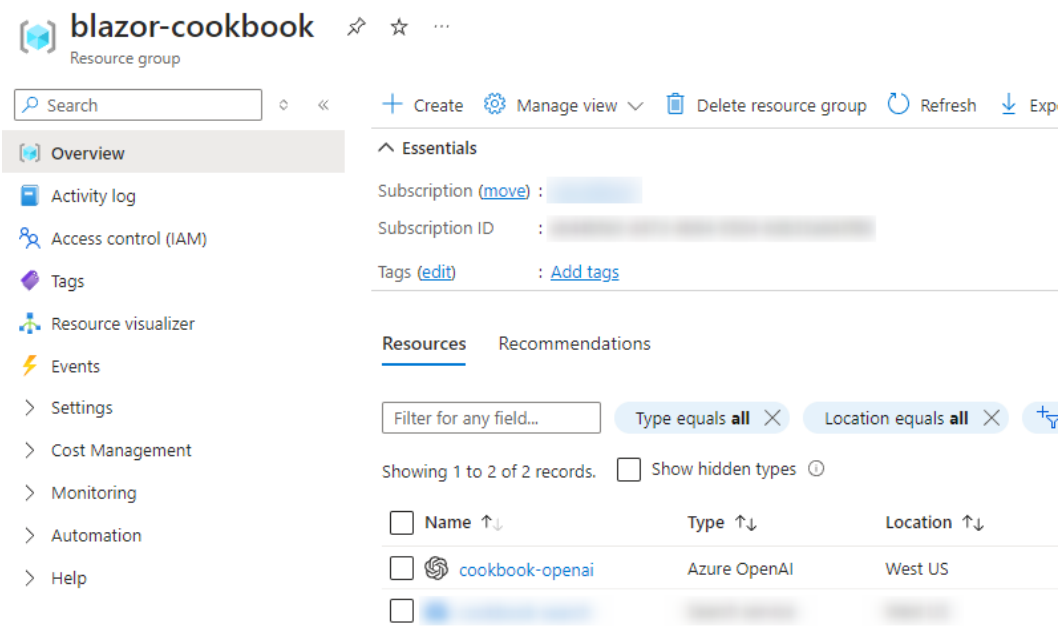 blazor-cookbook
Resource group
Search
Create Manage view Delete resource group Refresh Expo
Overview
Activity log
Access control (IAM)
Tags
Resource visualizer
Events
Settings
Cost Management
Monitoring
Automation
Help
Essentials
Subscription (move) :
Subscription ID :
Tags (edit) : Add tags
Resources Recommendations
Filter for any field... Type equals all Location equals all
Showing 1 to 2 of 2 records. Show hidden types
Name Type Location
cookbook-openai Azure OpenAI West US